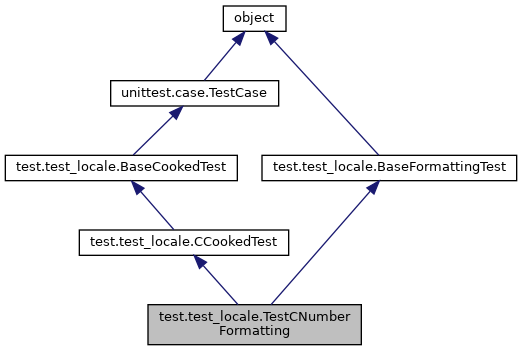 object
unittest.case.TestCase
test.test_locale.BaseCookedTest
test.test_locale.BaseFormattingTest
test.test_locale.CCookedTest
test.test_locale.TestCNumber
Formatting